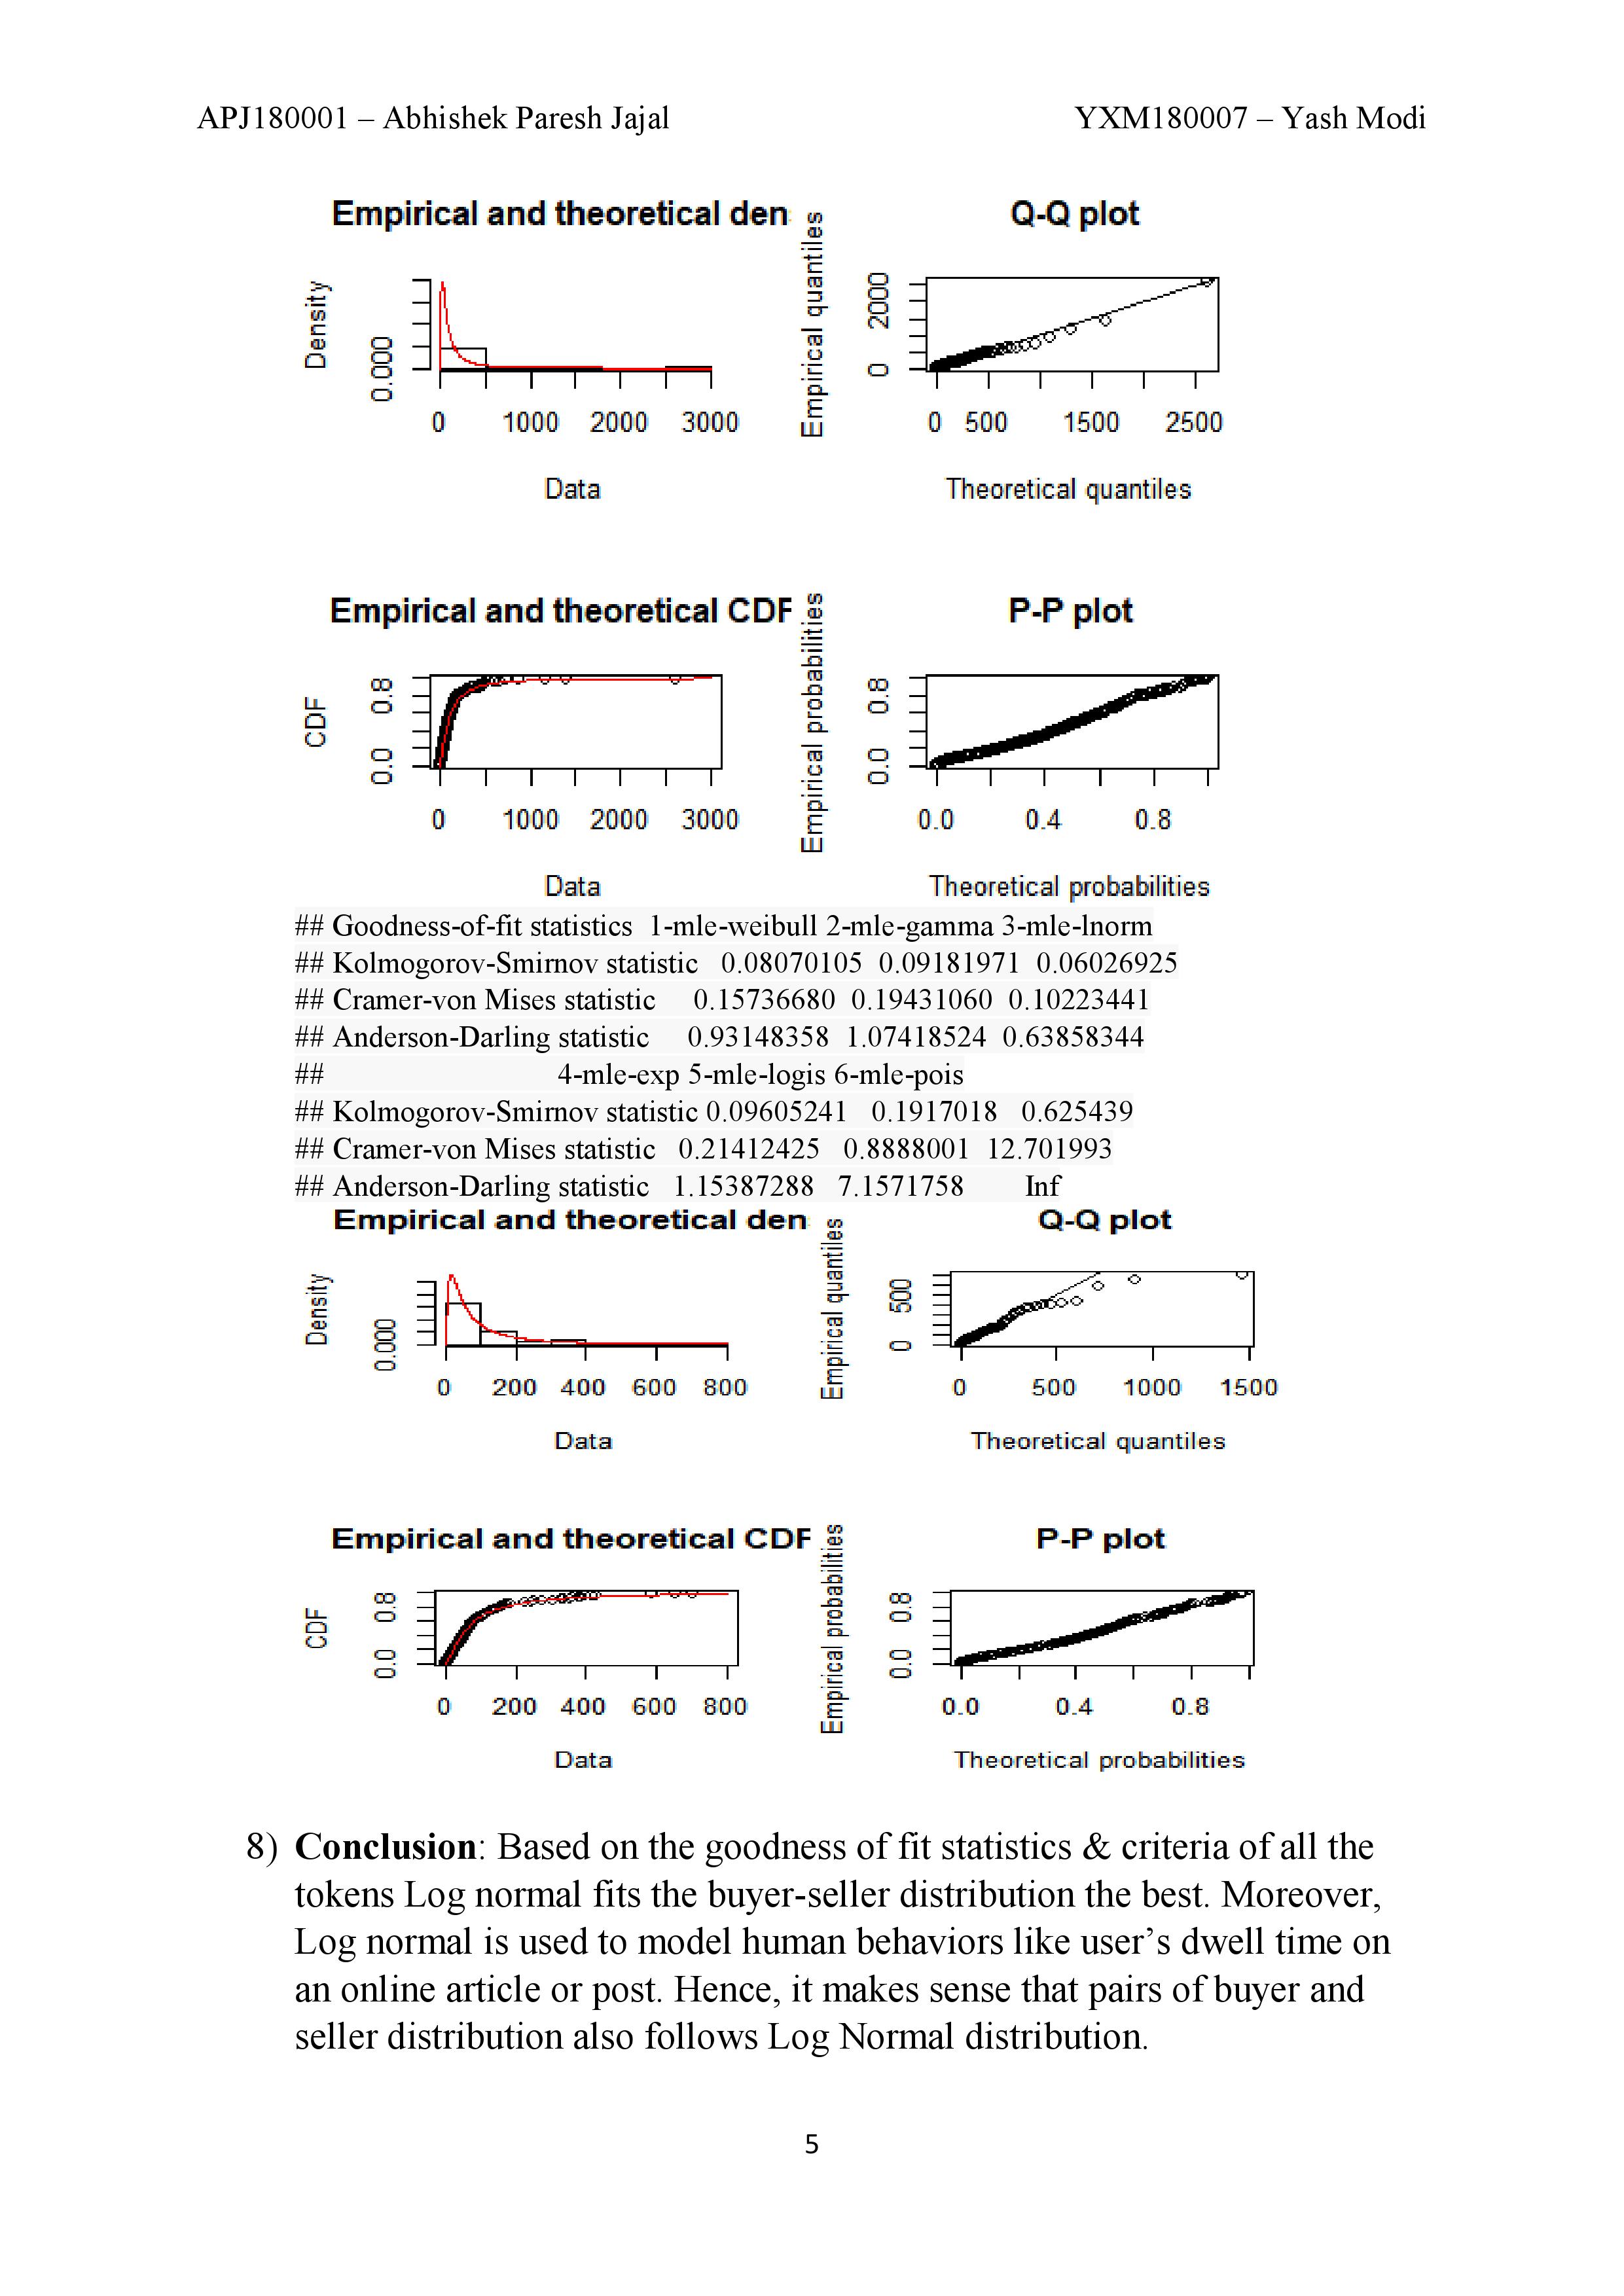 APJ180001 – Abhishek Paresh Jajal YXM180007 – Yash Modi
Empirical and theoretical den
Density
0.000
0 1000 2000 3000
Data
Q-Q plot
Empirical quantiles
0 2000
0 500 1500 2500
Theoretical quantiles
Empirical and theoretical CDF
CDF
0.0 0.8
0 1000 2000 3000
Data
P-P plot
Empirical probabilities
0.0 0.8
0.0 0.4 0.8
Theoretical probabilities
## Goodness-of-fit statistics 1-mle-weibull 2-mle-gamma 3-mle-lnorm
## Kolmogorov-Smirnov statistic 0.08070105 0.09181971 0.06026925
## Cramer-von Mises statistic 0.15736680 0.19431060 0.10223441
## Anderson-Darling statistic 0.93148358 1.07418524 0.63858344
## 4-mle-exp 5-mle-logis 6-mle-pois
## Kolmogorov-Smirnov statistic 0.09605241 0.1917018 0.625439
## Cramer-von Mises statistic 0.21412425 0.8888001 12.701993
## Anderson-Darling statistic 1.15387288 7.1571758 Inf
Empirical and theoretical den
Density
0.000
0 200 400 600 800
Data
Q-Q plot
Empirical quantiles
0 500
0 500 1000 1500
Theoretical quantiles
Empirical and theoretical CDF
CDF
0.0 0.8
0 200 400 600 800
Data
P-P plot
Empirical probabilities
0.0 0.8
0.0 0.4 0.8
Theoretical probabilities
8) Conclusion: Based on the goodness of fit statistics & criteria of all the
tokens Log normal fits the buyer-seller distribution the best. Moreover,
Log normal is used to model human behaviors like user’s dwell time on
an online article or post. Hence, it makes sense that pairs of buyer and
seller distribution also follows Log Normal distribution.
5